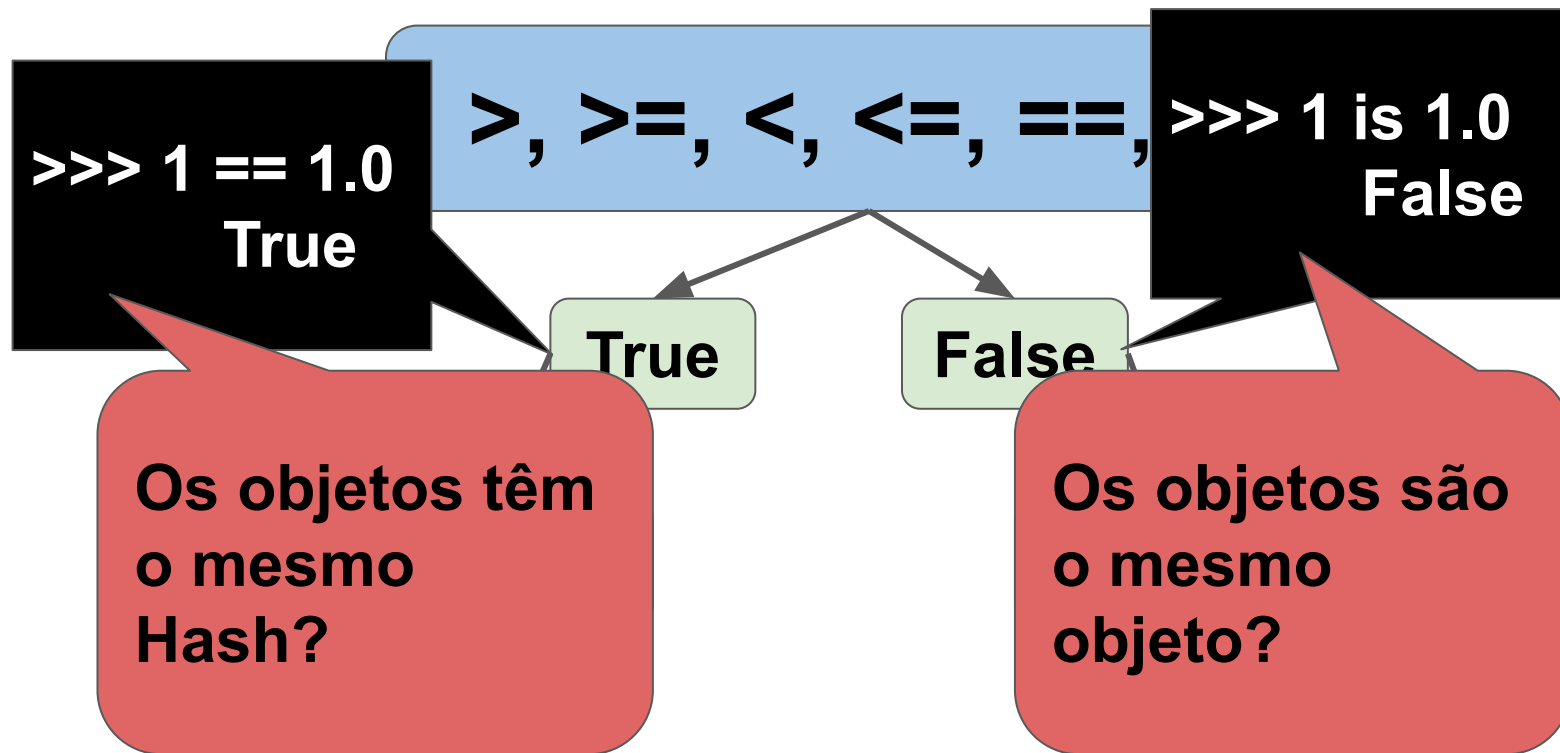 >, >=, <, <=, ==,
>>> 1 == 1.0
True
>>> 1 is 1.0
False
True
False
Os objetos têm
o mesmo
Hash?
Os objetos são
o mesmo
objeto?